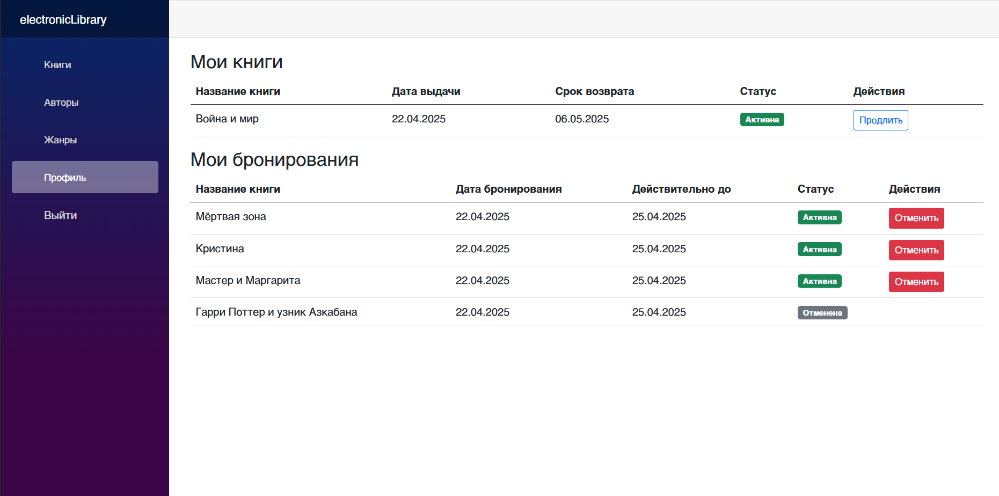 electronicLibrary
Книги
Авторы
Жанры
Профиль
Выйти
Мои книги
Название книги Дата выдачи Срок возврата Статус Действия
Война и мир 22.04.2025 06.05.2025 Активна Продлить
Мои бронирования
Название книги Дата бронирования Действительно до Статус Действия
Мёртвая зона 22.04.2025 25.04.2025 Активна Отменить
Кристина 22.04.2025 25.04.2025 Активна Отменить
Мастер и Маргарита 22.04.2025 25.04.2025 Активна Отменить
Гарри Поттер и узник Азкабана 22.04.2025 25.04.2025 Отменена